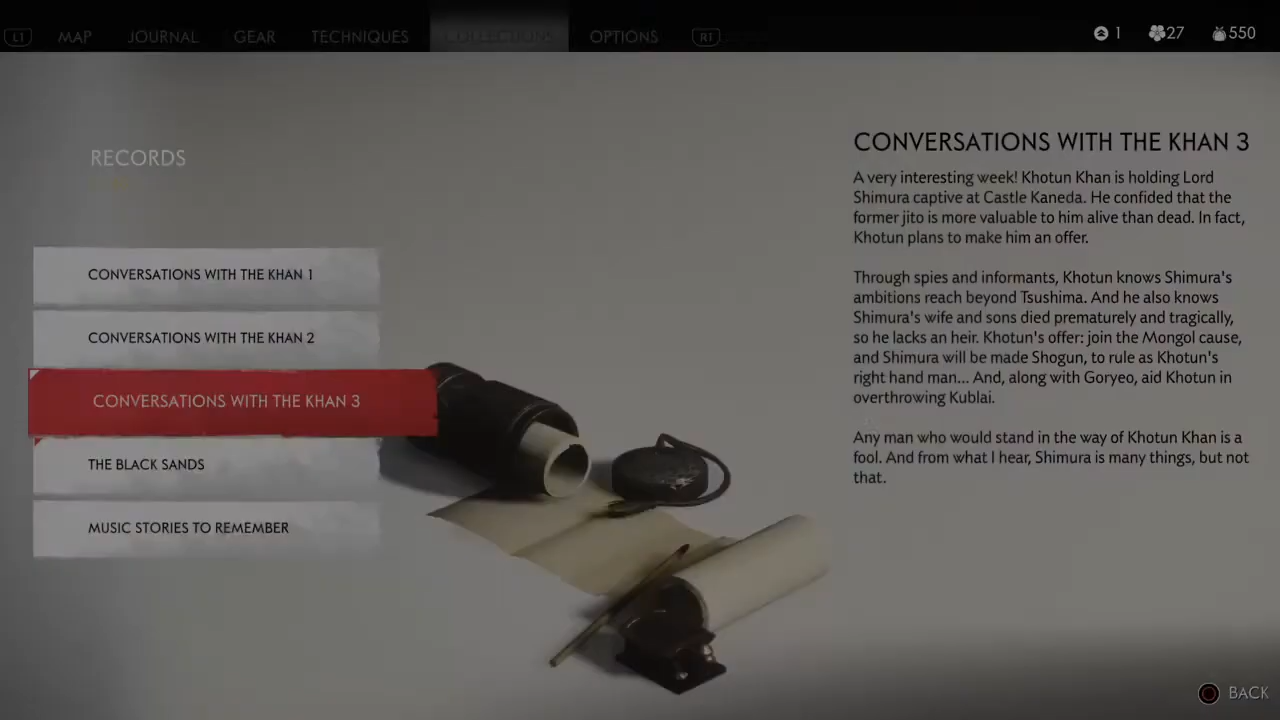 L1 MAP JOURNAL GEAR TECHNIQUES COLLECTIONS OPTIONS R1 1 27 550
RECORDS
CONVERSATIONS WITH THE KHAN 1
CONVERSATIONS WITH THE KHAN 2
CONVERSATIONS WITH THE KHAN 3
THE BLACK SANDS
MUSIC STORIES TO REMEMBER
CONVERSATIONS WITH THE KHAN 3
A very interesting week! Khotun Khan is holding Lord
Shimura captive at Castle Kaneda. He confided that the
former jito is more valuable to him alive than dead. In fact,
Khotun plans to make him an offer.
Through spies and informants, Khotun knows Shimura's
ambitions reach beyond Tsushima. And he also knows
Shimura's wife and sons died prematurely and tragically,
so he lacks an heir. Khotun's offer: join the Mongol cause,
and Shimura will be made Shogun, to rule as Khotun's
right hand man... And, along with Goryeo, aid Khotun in
overthrowing Kublai.
Any man who would stand in the way of Khotun Khan is a
fool. And from what I hear, Shimura is many things, but not
that.
BACK